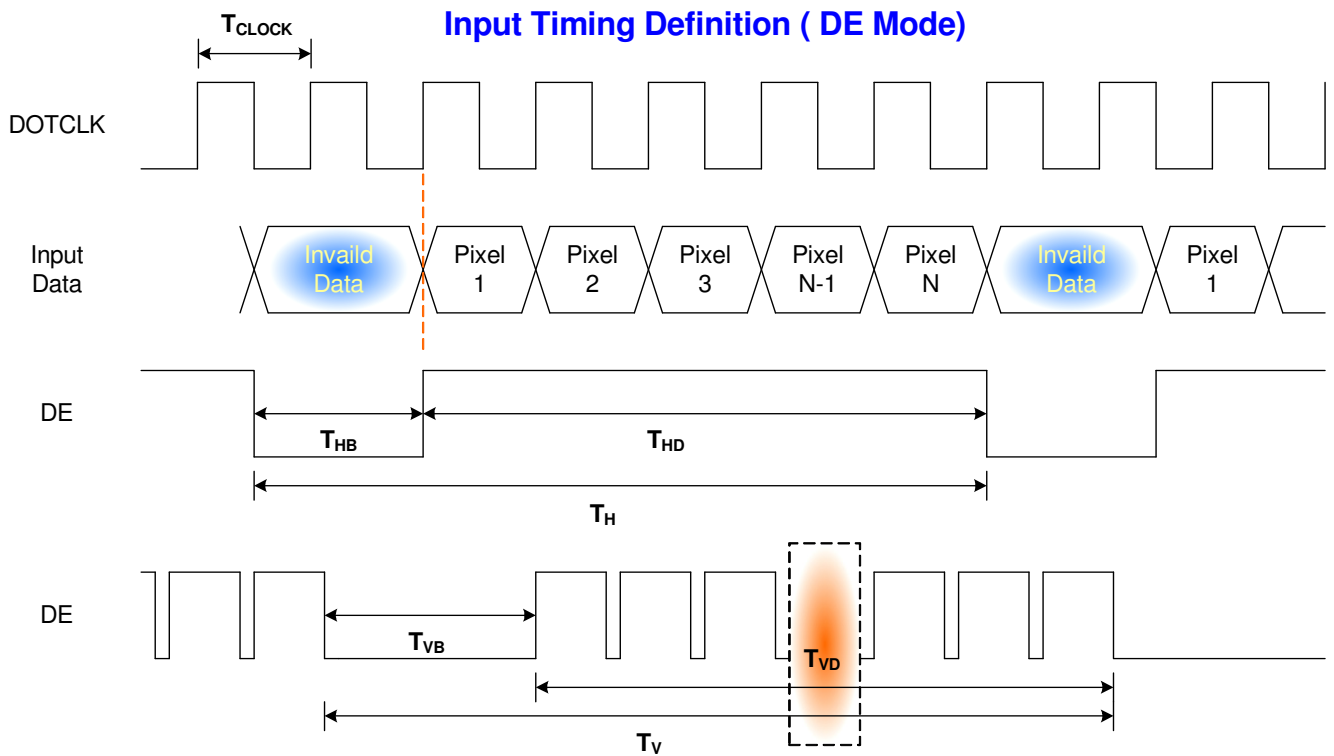 Input Timing Definition ( DE Mode)
TCLOCK
DOTCLK
Input
Data
Invaild
Data
Pixel
1
Pixel
2
Pixel
3
Pixel
N-1
Pixel
N
Invaild
Data
Pixel
1
DE
THB
THD
TH
DE
TVB
TVD
TV